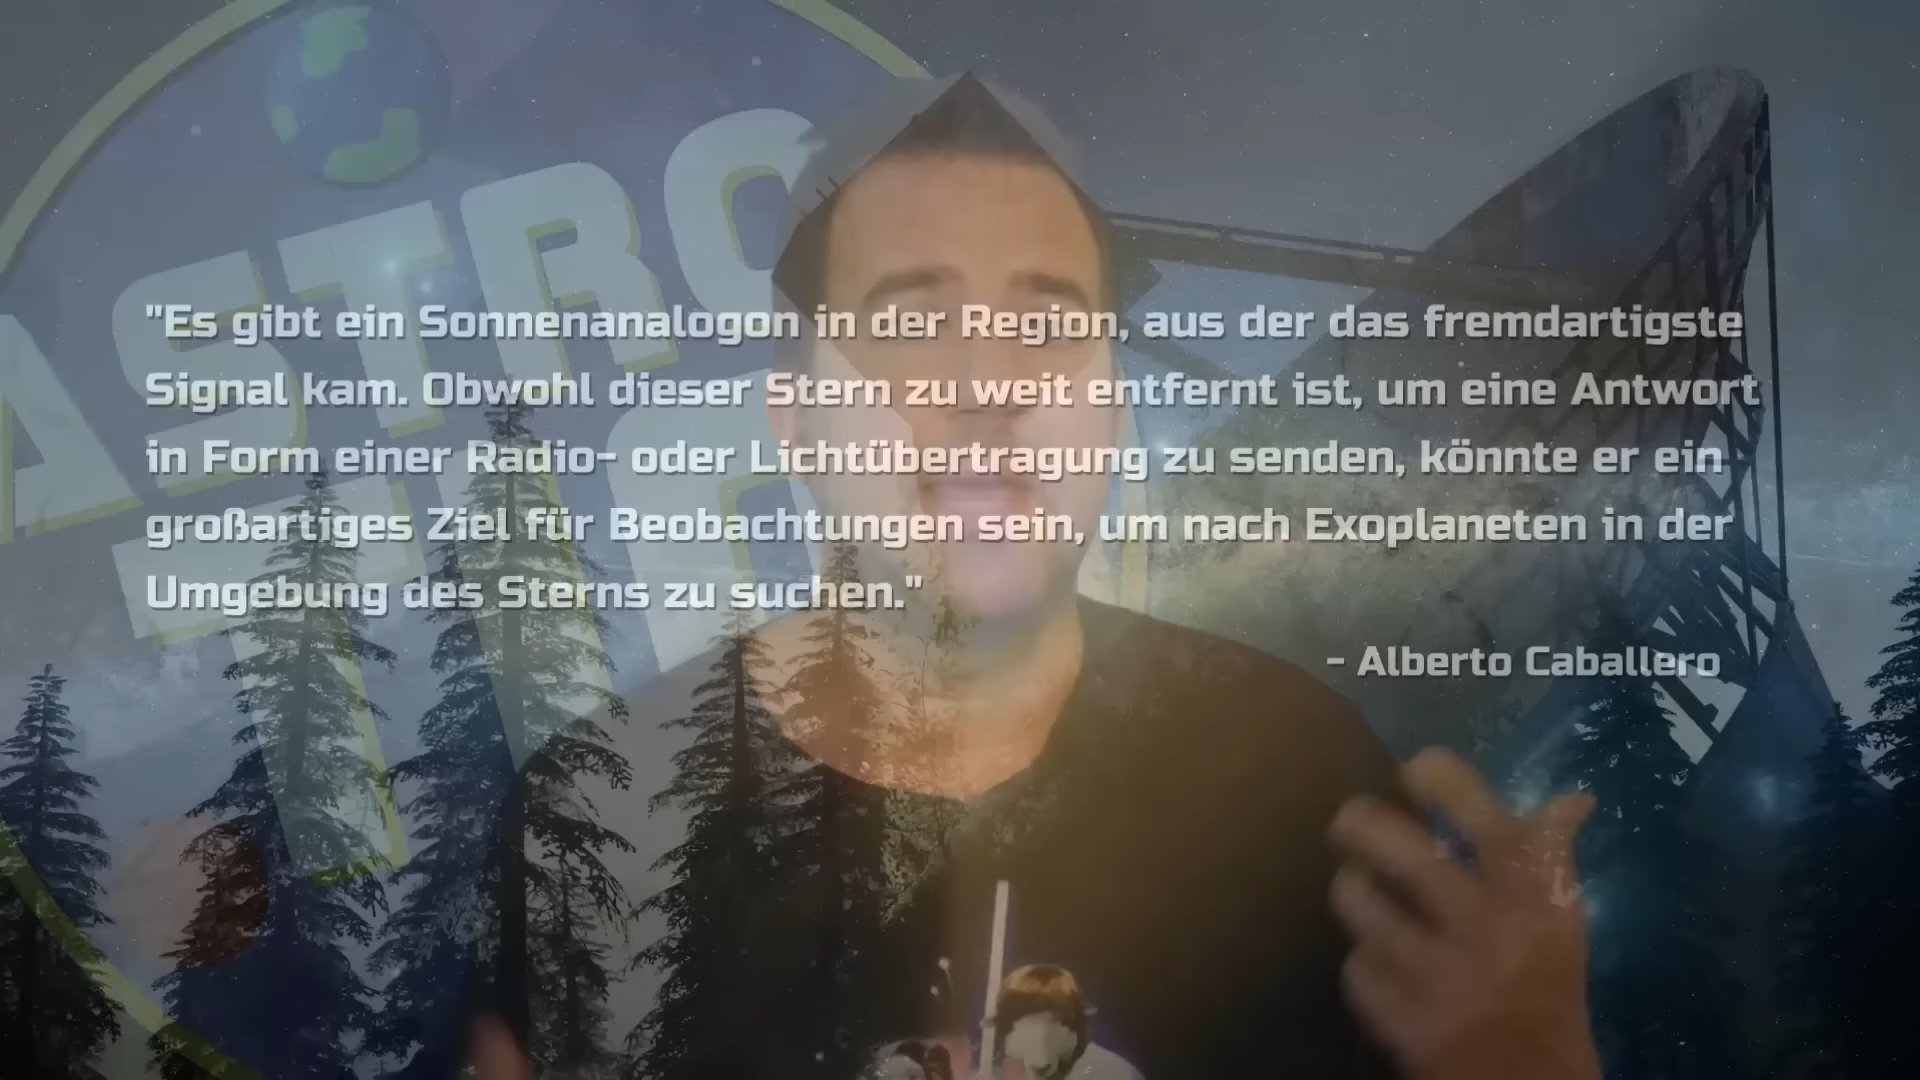 ASTRO
TIO
"Es gibt ein Sonnenanalogon in der Region, aus der das fremdartigste
Signal kam. Obwohl dieser Stern zu weit entfernt ist, um eine Antwort
in Form einer Radio- oder Lichtübertragung zu senden, könnte er ein
großartiges Ziel für Beobachtungen sein, um nach Exoplaneten in der
Umgebung des Sterns zu suchen."
- Alberto Caballero